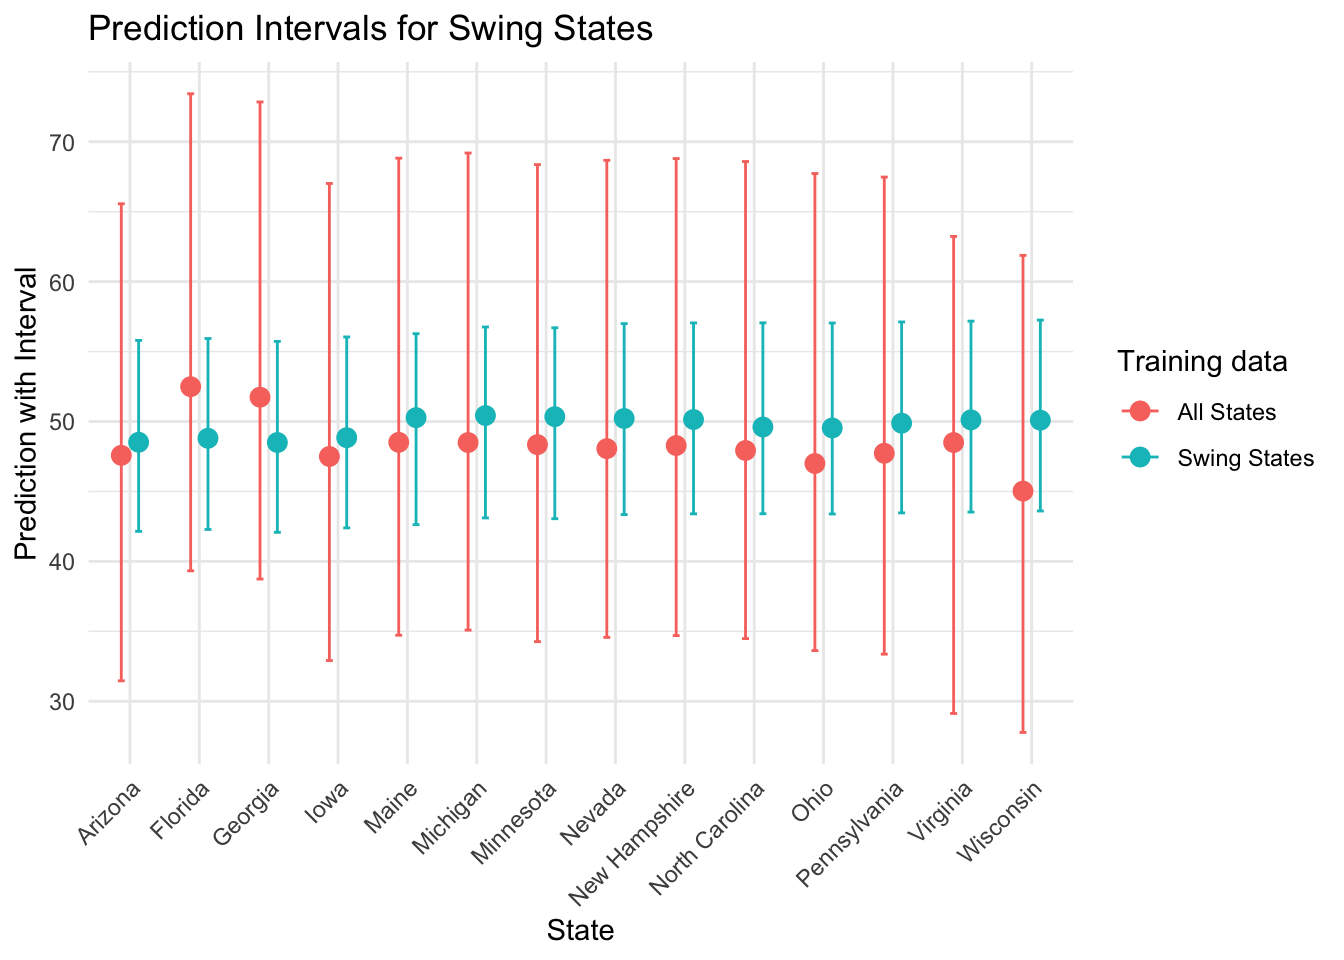 Prediction Intervals for Swing States
Prediction with Interval
70
60
50
40
30
Arizona
Florida
Georgia
Iowa
Maine
Michigan
Minnesota
Nevada
New Hampshire
North Carolina
Ohio
Pennsylvania
Virginia
Wisconsin
State
Training data
All States
Swing States